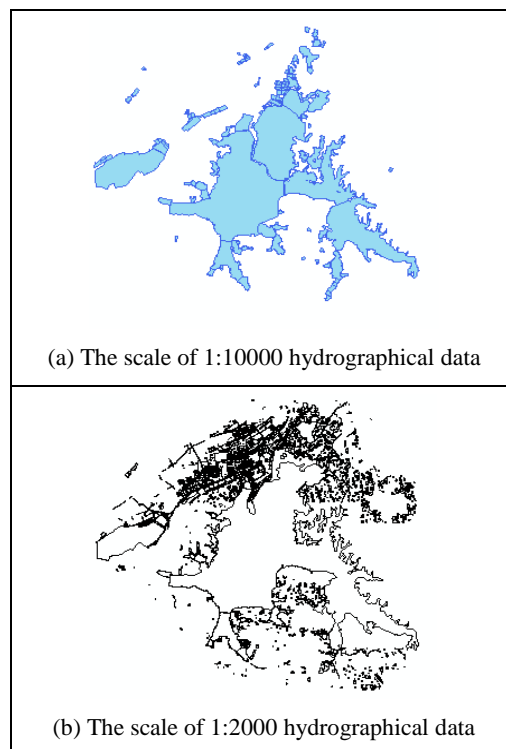 (a) The scale of 1:10000 hydrographical data
(b) The scale of 1:2000 hydrographical data